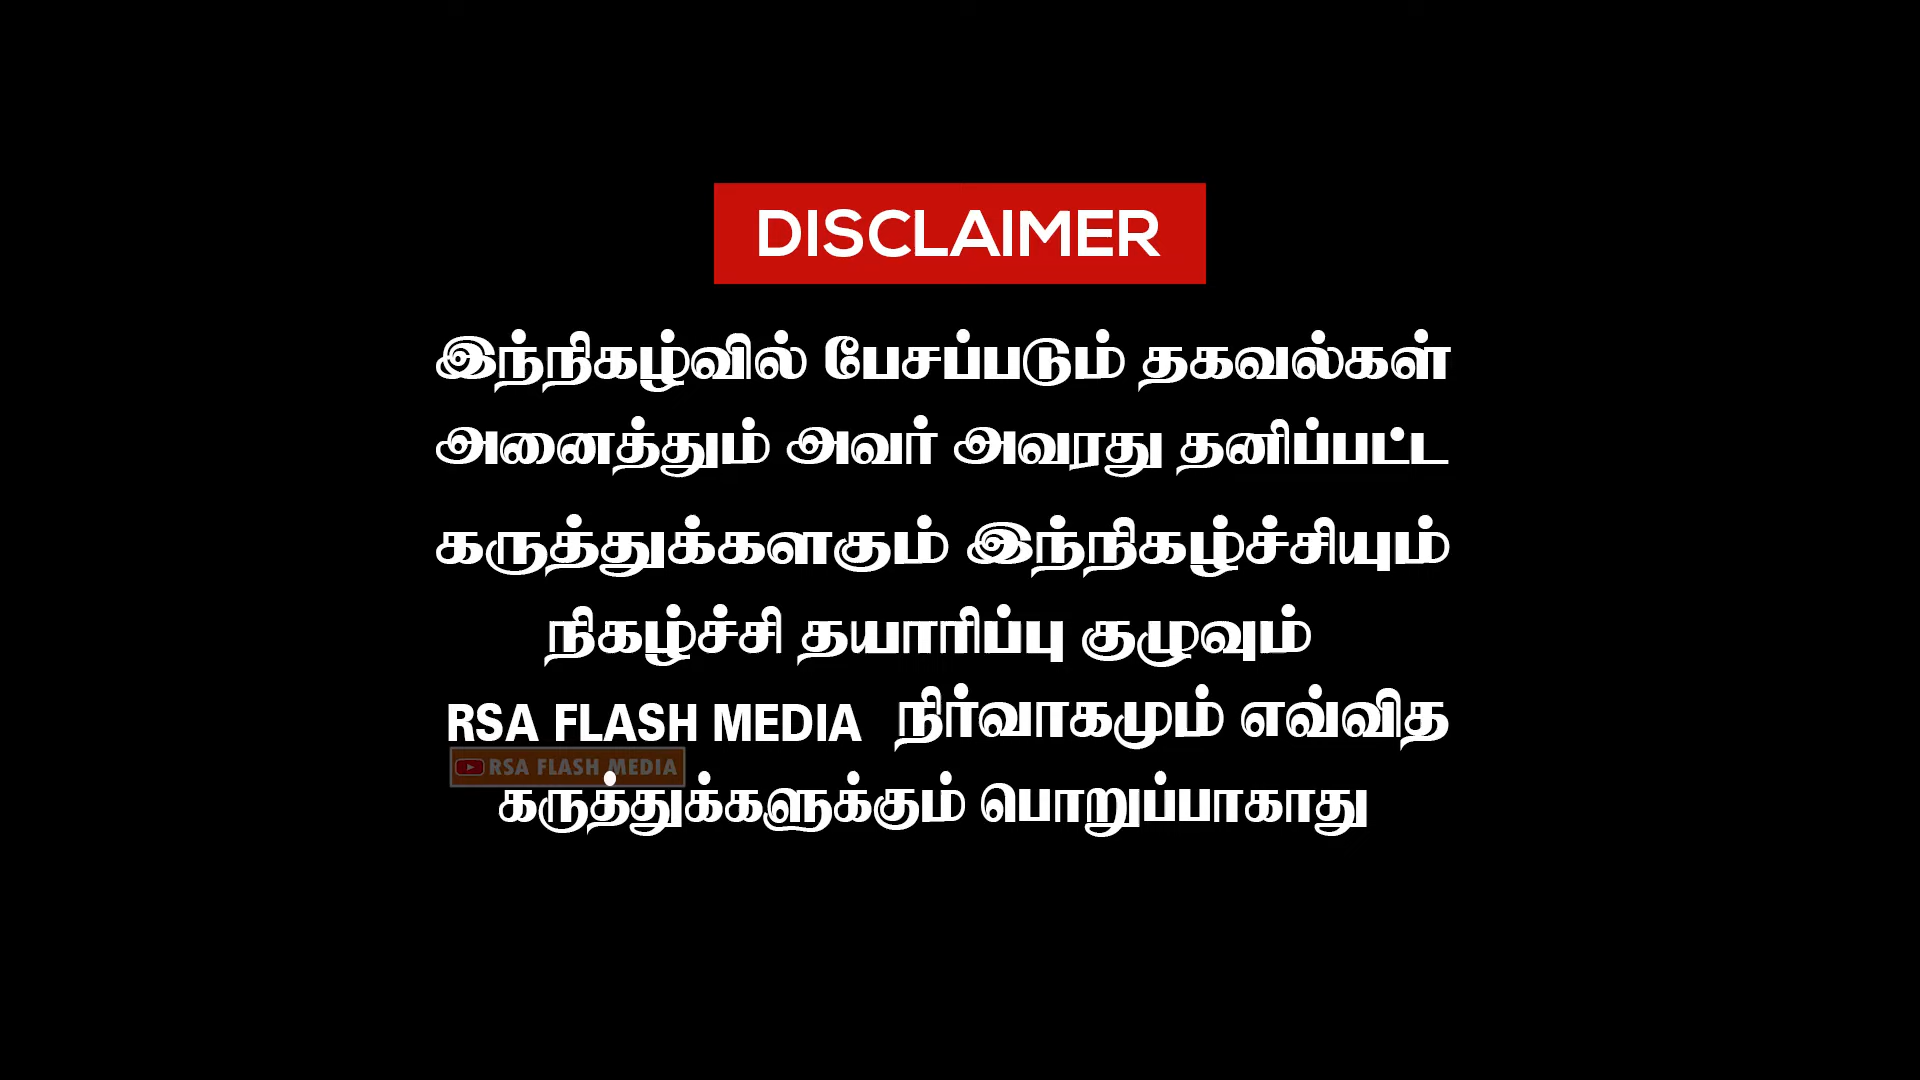 DISCLAIMER
இந்நிகழ்வில் பேசப்படும் தகவல்கள்
அனைத்தும் அவர் அவரது தனிப்பட்ட
கருத்துக்களகும் இந்நிகழ்ச்சியும்
நிகழ்ச்சி தயாரிப்பு குழுவும்
RSA FLASH MEDIA நிர்வாகமும் எவ்வித
RSA FLASH MEDIA
கருத்துக்களுக்கும் பொறுப்பாகாது